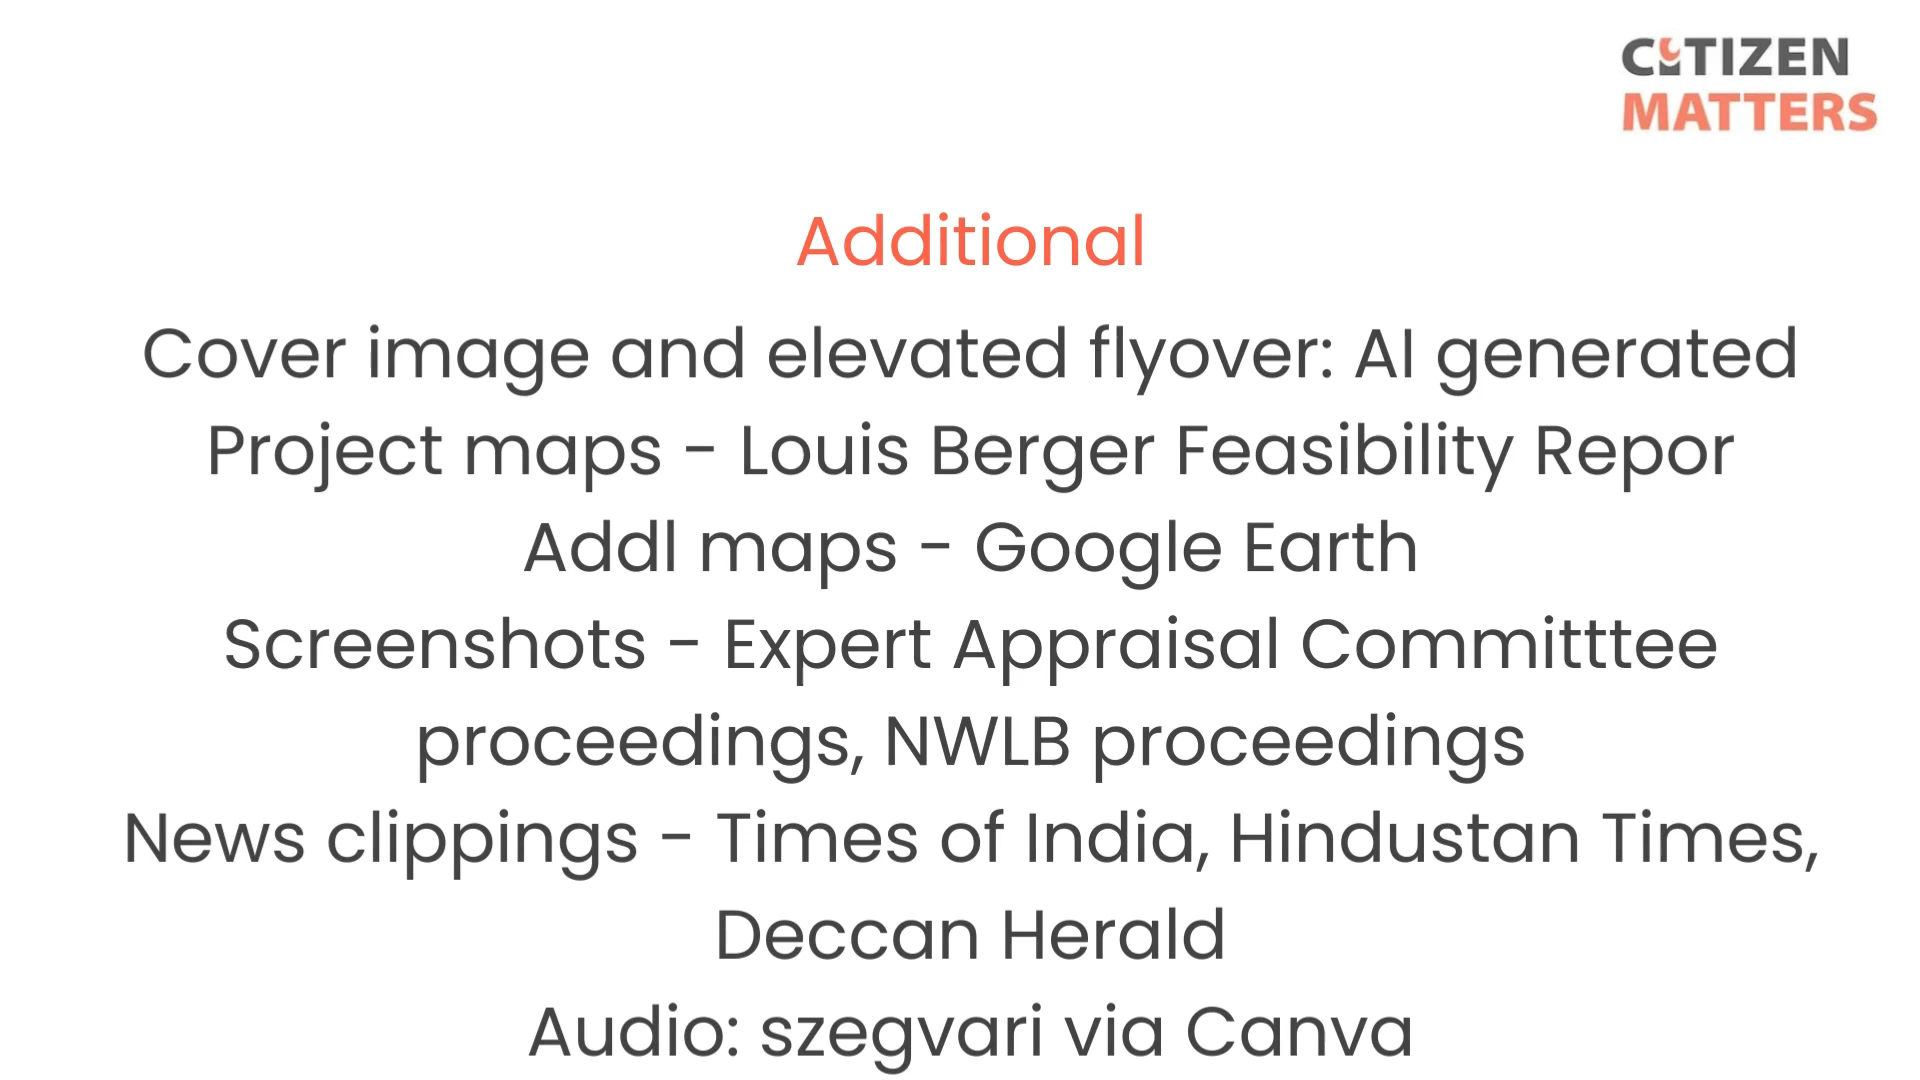 CITIZEN
MATTERS
Additional
Cover image and elevated flyover: AI generated
Project maps - Louis Berger Feasibility Repor
Addl maps - Google Earth
Screenshots - Expert Appraisal Committtee
proceedings, NWLB proceedings
News clippings - Times of India, Hindustan Times,
Deccan Herald
Audio: szegvari via Canva